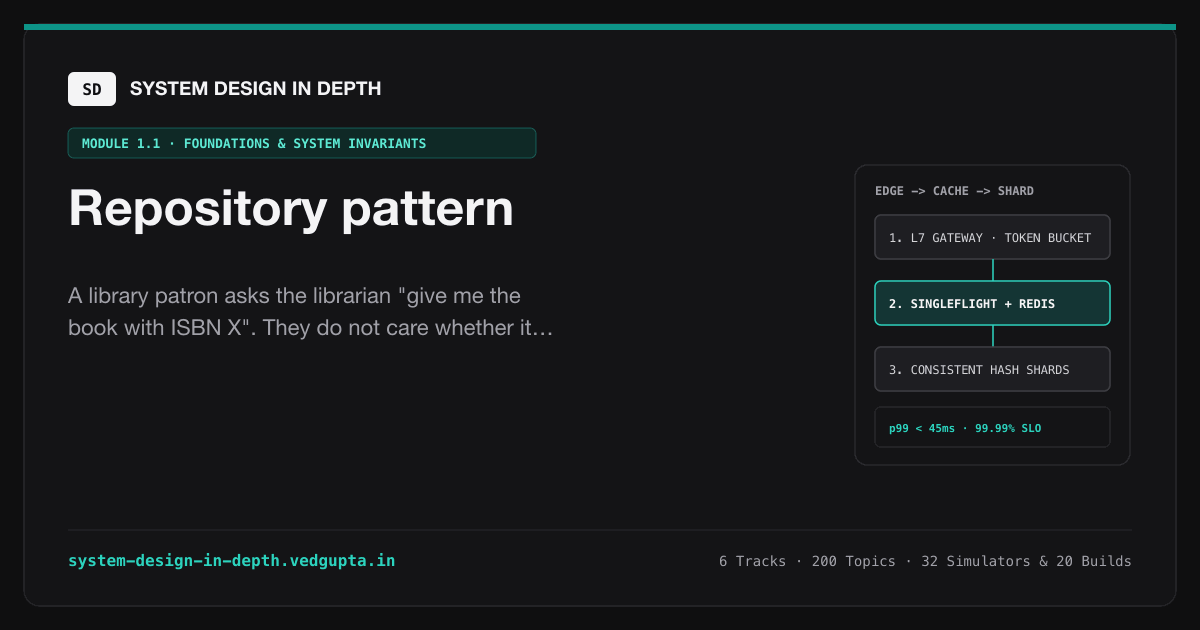 SD
SYSTEM DESIGN IN DEPTH
MODULE 1.1 · FOUNDATIONS & SYSTEM INVARIANTS
Repository pattern
A library patron asks the librarian "give me the
book with ISBN X". They do not care whether it…
EDGE —> CACHE —> SHARD
1. L7 GATEWAY · TOKEN BUCKET
2. SINGLEFLIGHT + REDIS
3. CONSISTENT HASH SHARDS
p99 < 45ms · 99.99% SLO
system-design-in-depth.vedgupta.in
6 Tracks · 200 Topics · 32 Simulators & 20 Builds